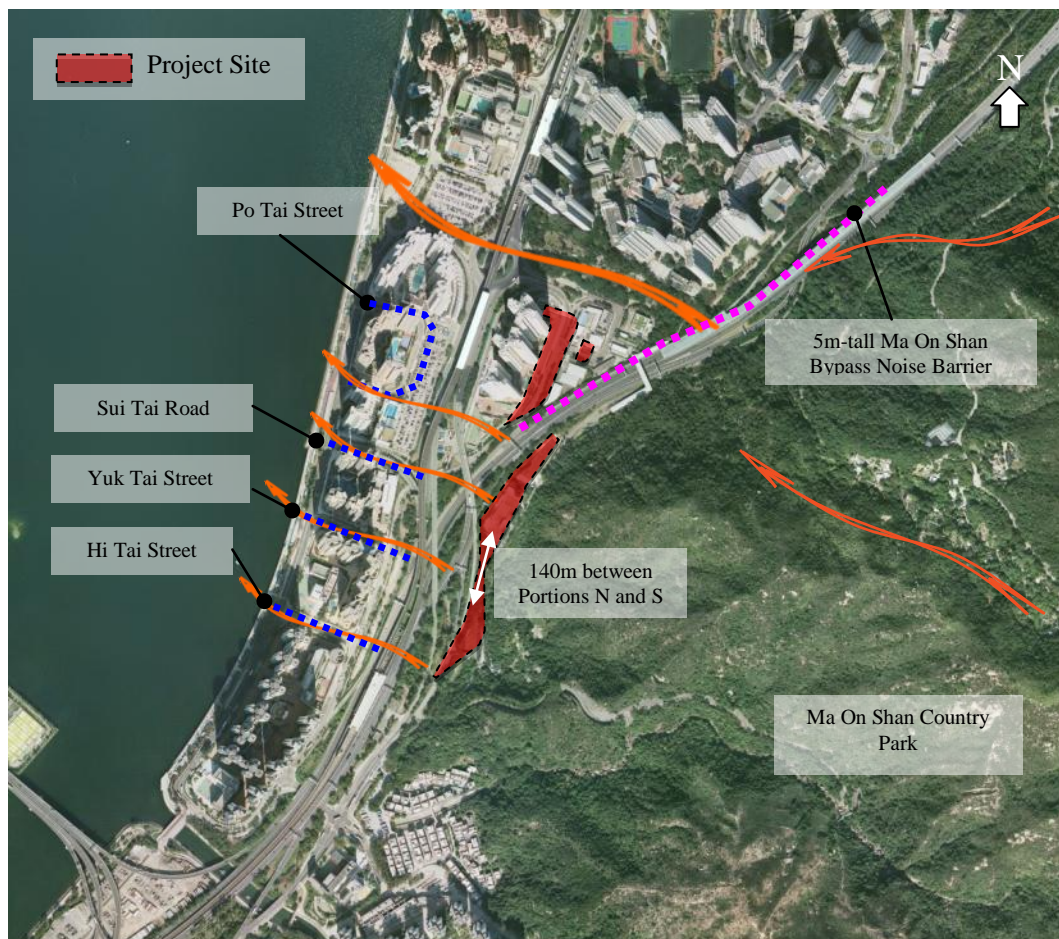 Project Site
N
Po Tai Street
5m-tall Ma On Shan
Bypass Noise Barrier
Sui Tai Road
Yuk Tai Street
Hi Tai Street
140m between
Portions N and S
Ma On Shan Country
Park